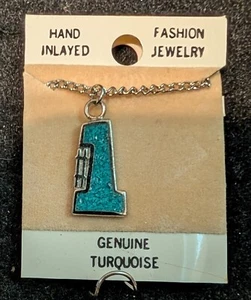 HAND FASHION
INLAYED JEWELRY
GENUINE
TURQUOISE